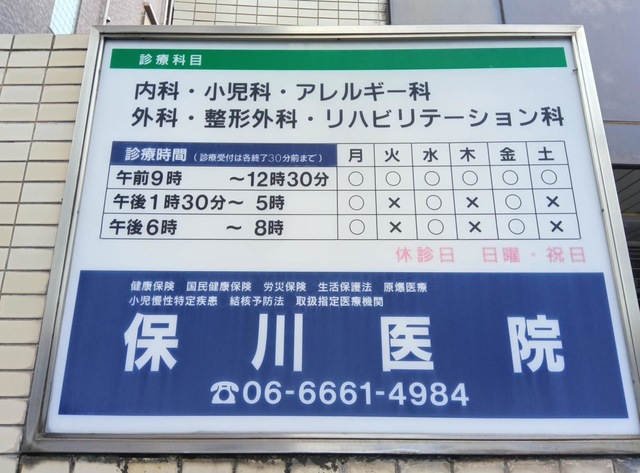 診療科目
内科・小児科・アレルギー科
外科・整形外科・リハビリテーション科
診療時間（診療受付は各終了30分前まで） 月 火 水 木 金 土
午前9時 ～12時30分 ○ ○ ○ ○ ○ ○
午後1時30分～ 5時 ○ × ○ × ○ ×
午後6時 ～ 8時 ○ × ○ × ○ ×
休診日 日曜・祝日
健康保険 国民健康保険 労災保険 生活保護法 原爆医療
小児慢性特定疾患 結核予防法 取扱指定医療機関
保川医院
☎06-6661-4984